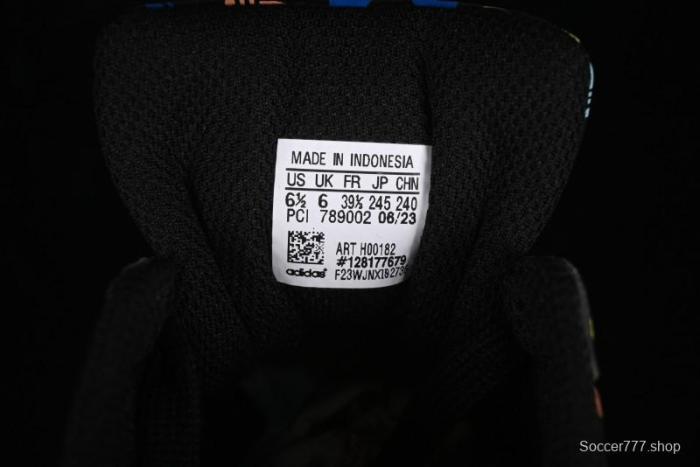 MADE IN INDONESIA
US UK FR JP CHN
6½ 6 39⅓ 245 240
PCI 789002 06/23
ART H00182
#128177679
adidas F23WJNX18273
Soccer777.shop